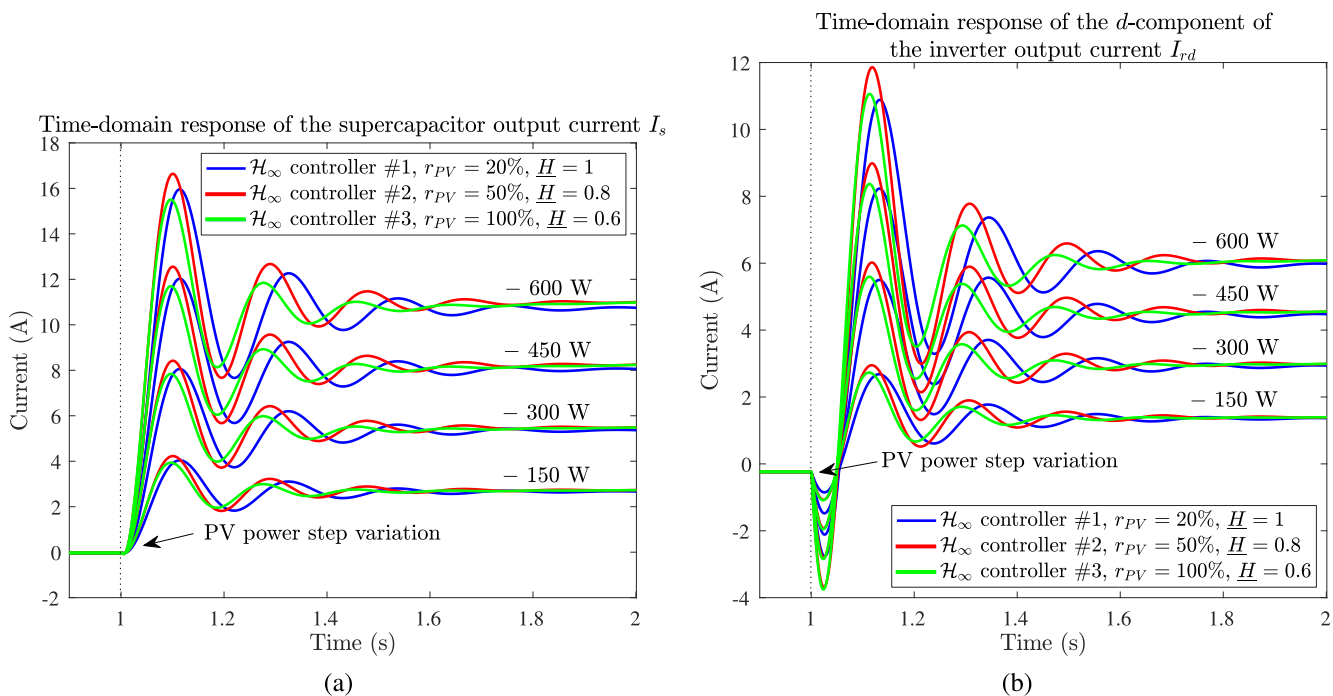 Time-domain response of the supercapacitor output current I_s
18
16
14
12
10
8
6
4
2
0
-2
Current (A)
H∞ controller #1, r_PV = 20%, H = 1
H∞ controller #2, r_PV = 50%, H = 0.8
H∞ controller #3, r_PV = 100%, H = 0.6
− 600 W
− 450 W
− 300 W
− 150 W
PV power step variation
1 1.2 1.4 1.6 1.8 2
Time (s)
(a)
Time-domain response of the d-component of
the inverter output current I_rd
12
10
8
6
4
2
0
-2
-4
Current (A)
− 600 W
− 450 W
− 300 W
− 150 W
PV power step variation
H∞ controller #1, r_PV = 20%, H = 1
H∞ controller #2, r_PV = 50%, H = 0.8
H∞ controller #3, r_PV = 100%, H = 0.6
1 1.2 1.4 1.6 1.8 2
Time (s)
(b)